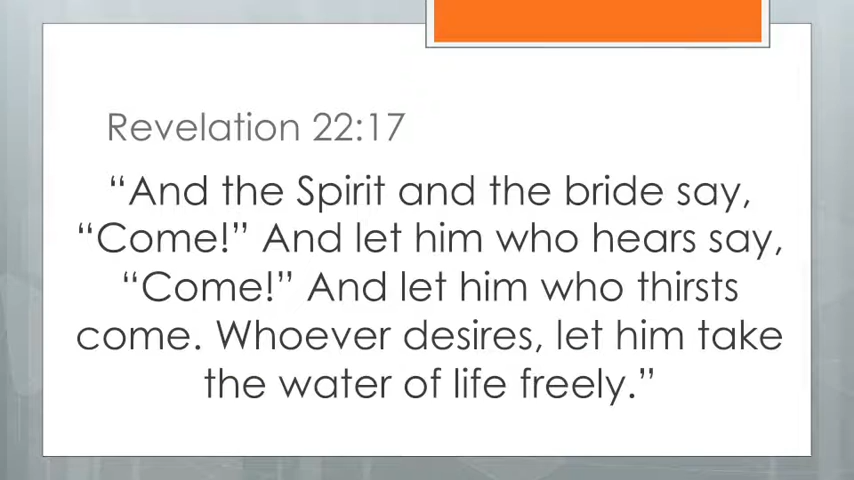 Revelation 22:17
“And the Spirit and the bride say,
“Come!” And let him who hears say,
“Come!” And let him who thirsts
come. Whoever desires, let him take
the water of life freely.”